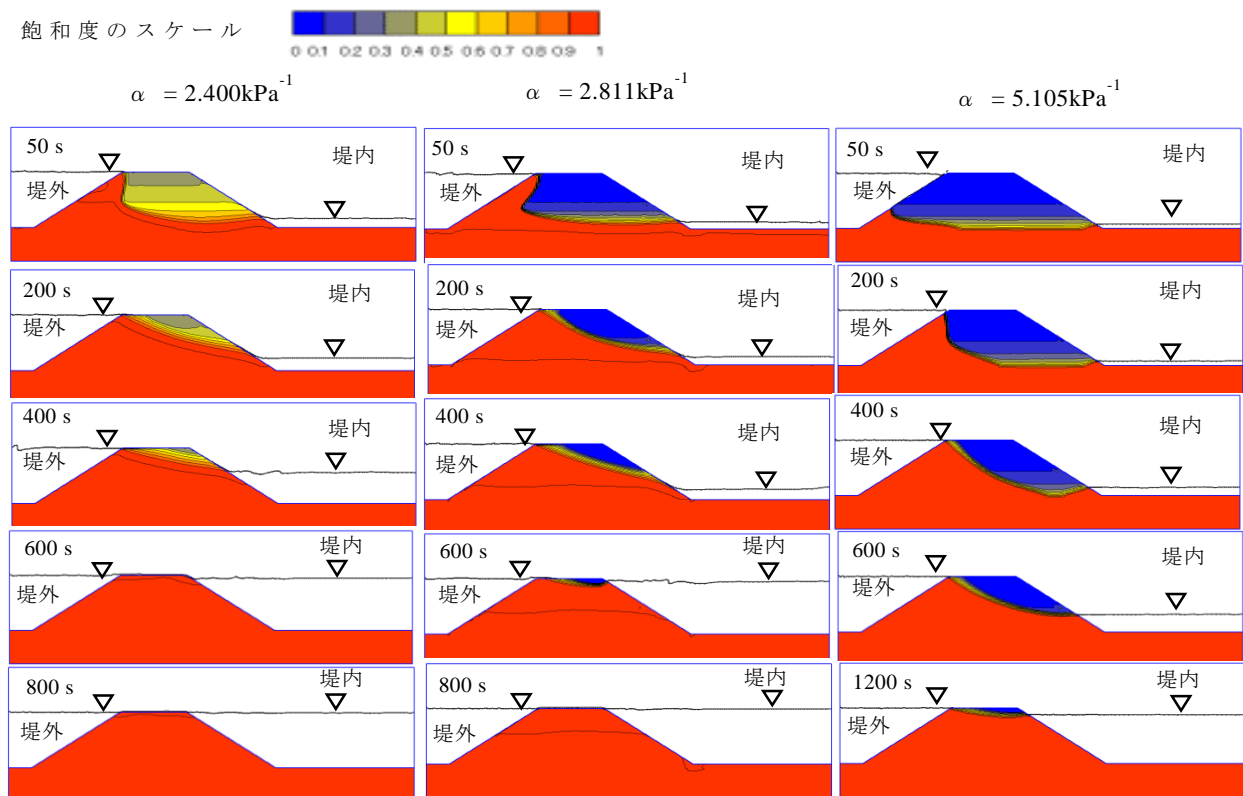 飽和度のスケール
0 0.1 0.2 0.3 0.4 0.5 0.6 0.7 0.8 0.9 1
α = 2.400kPa⁻¹
α = 2.811kPa⁻¹
α = 5.105kPa⁻¹
50 s 堤内
堤外
50 s 堤内
堤外
50 s 堤内
堤外
200 s 堤内
堤外
200 s 堤内
堤外
200 s 堤内
堤外
400 s 堤内
堤外
400 s 堤内
堤外
400 s 堤内
堤外
600 s 堤内
堤外
600 s 堤内
堤外
600 s 堤内
堤外
800 s 堤内
堤外
800 s 堤内
堤外
1200 s 堤内
堤外